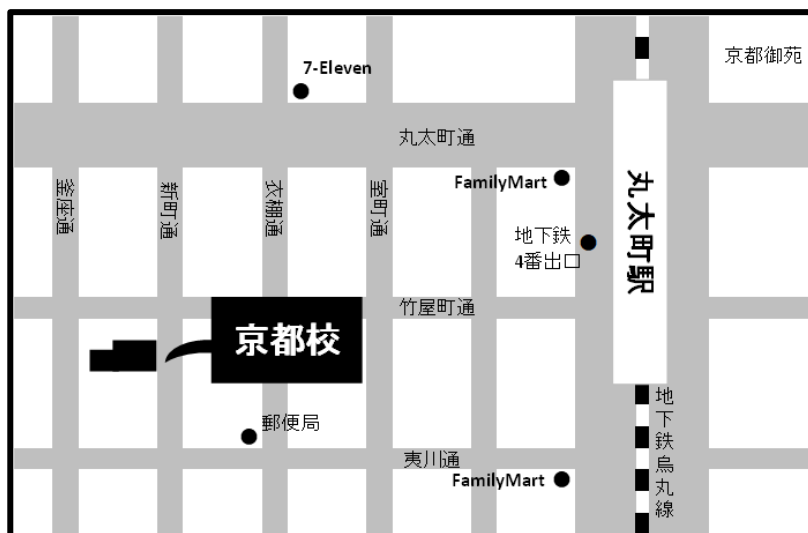 京都御苑
7-Eleven
丸太町通
FamilyMart
釜座通
新町通
衣棚通
室町通
丸太町駅
地下鉄
4番出口
竹屋町通
京都校
郵便局
夷川通
FamilyMart
地下鉄烏丸線